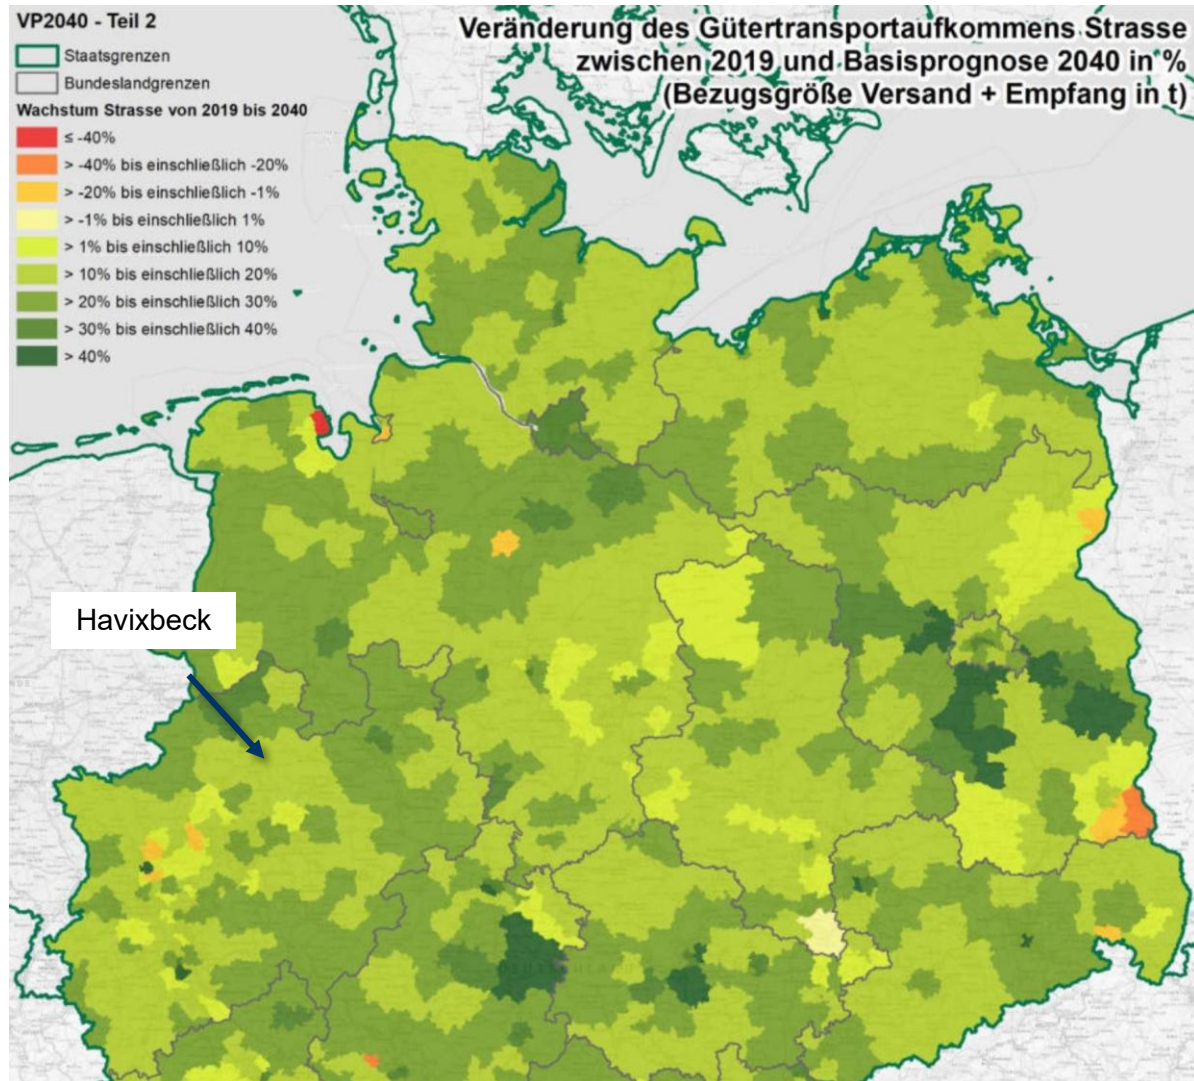 VP2040 - Teil 2
Staatsgrenzen
Bundeslandgrenzen
Wachstum Strasse von 2019 bis 2040
≤ -40%
> -40% bis einschließlich -20%
> -20% bis einschließlich -1%
> -1% bis einschließlich 1%
> 1% bis einschließlich 10%
> 10% bis einschließlich 20%
> 20% bis einschließlich 30%
> 30% bis einschließlich 40%
> 40%
Veränderung des Gütertransportaufkommens Strasse
zwischen 2019 und Basisprognose 2040 in %
(Bezugsgröße Versand + Empfang in t)
Havixbeck